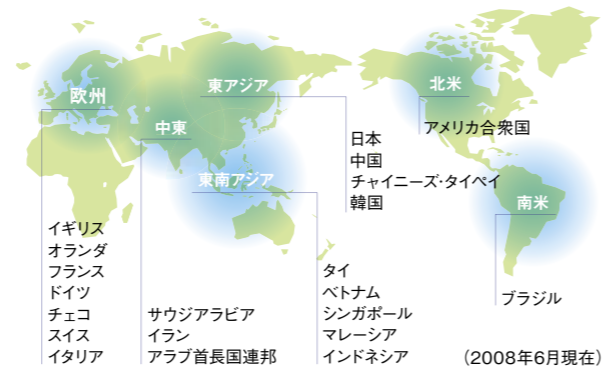 欧州
イギリス
オランダ
フランス
ドイツ
チェコ
スイス
イタリア
中東
サウジアラビア
イラン
アラブ首長国連邦
東アジア
日本
中国
チャイニーズ・タイペイ
韓国
東南アジア
タイ
ベトナム
シンガポール
マレーシア
インドネシア
北米
アメリカ合衆国
南米
ブラジル
（2008年6月現在）